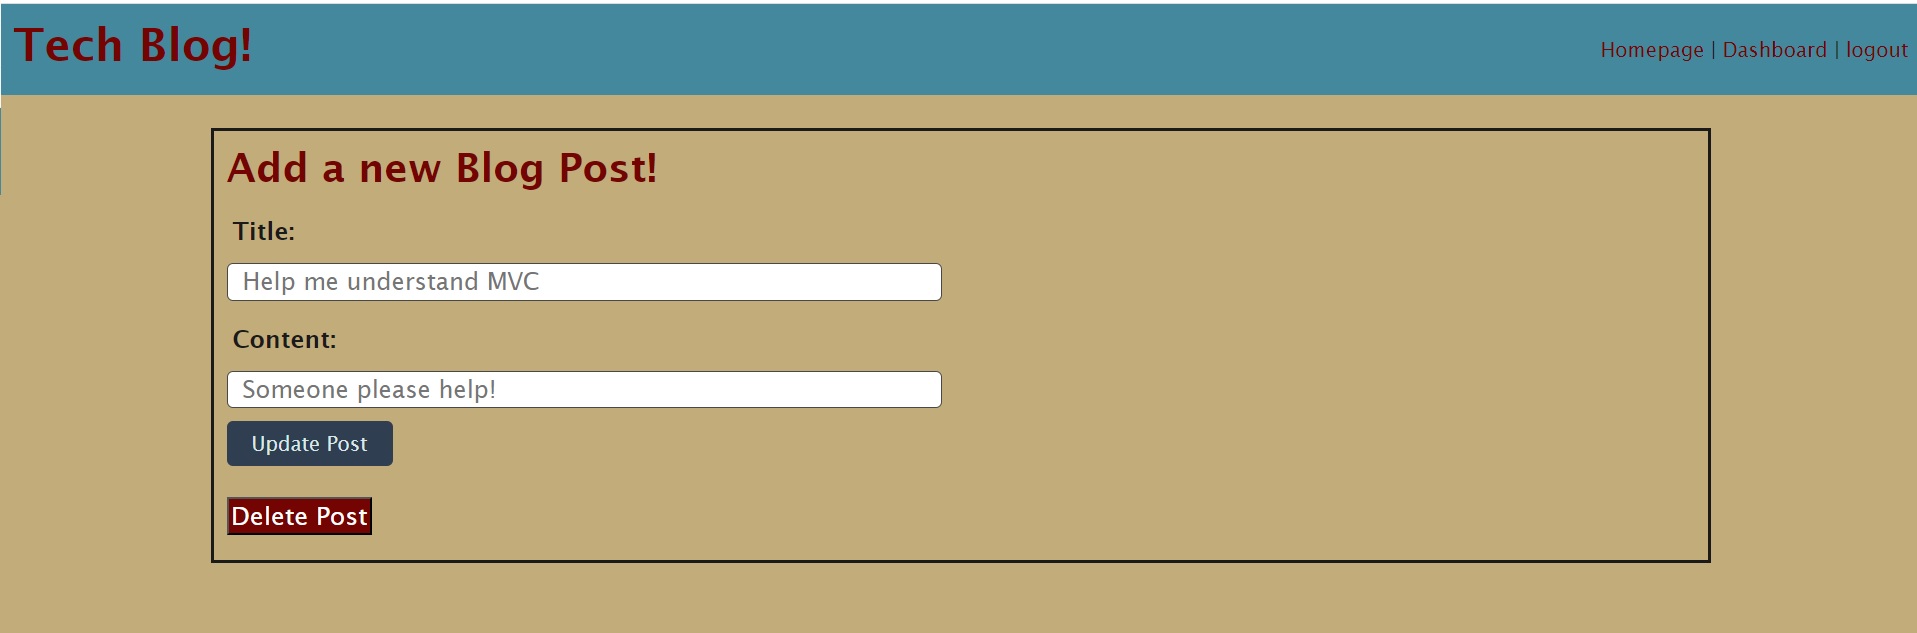 Tech Blog!
Homepage | Dashboard | logout
Add a new Blog Post!
Title:
Help me understand MVC
Content:
Someone please help!
Update Post
Delete Post